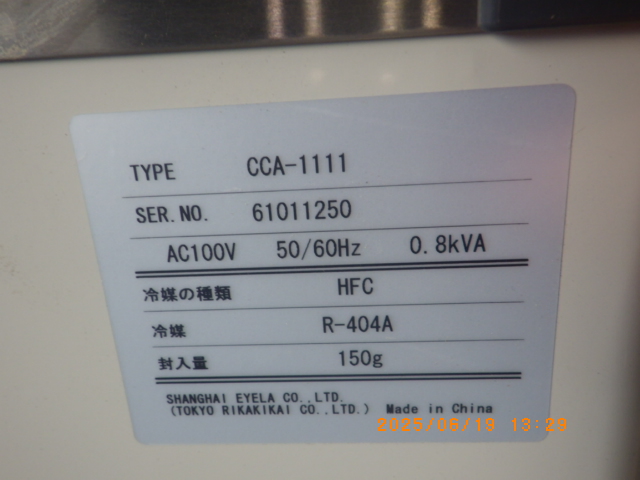 TYPE CCA-1111
SER.NO. 61011250
AC100V 50/60Hz 0.8kVA
冷媒の種類 HFC
冷媒 R-404A
封入量 150g
SHANGHAI EYELA CO.,LTD.
(TOKYO RIKAKIKAI CO.,LTD.) Made in China
2025/06/19 13:29